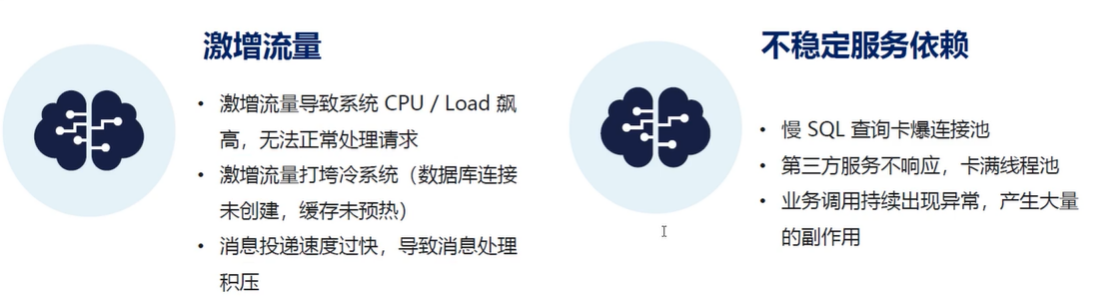 激增流量
• 激增流量导致系统 CPU / Load 飙
高，无法正常处理请求
• 激增流量打垮冷系统（数据库连接
未创建，缓存未预热）
• 消息投递速度过快，导致消息处理
积压
不稳定服务依赖
• 慢 SQL 查询卡爆连接池
• 第三方服务不响应，卡满线程池
• 业务调用持续出现异常，产生大量
的副作用